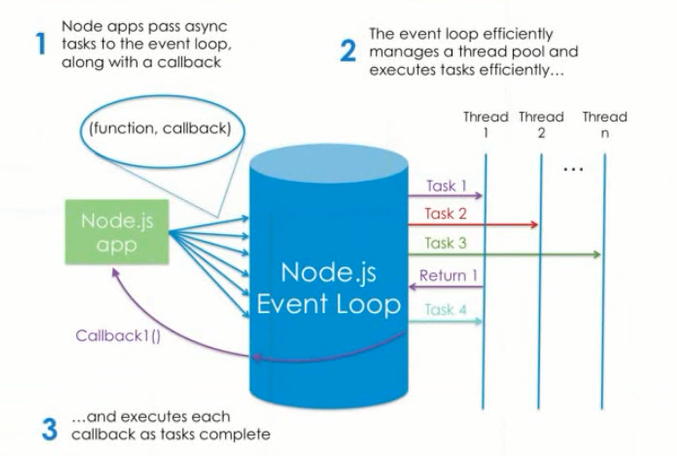 1
Node apps pass async
tasks to the event loop,
along with a callback
2
The event loop efficiently
manages a thread pool and
executes tasks efficiently...
(function, callback)
Thread Thread Thread
1 2 n
...
Task 1
Task 2
Task 3
Return 1
Task 4
Node.js
app
Node.js
Event Loop
Callback1()
3
...and executes each
callback as tasks complete